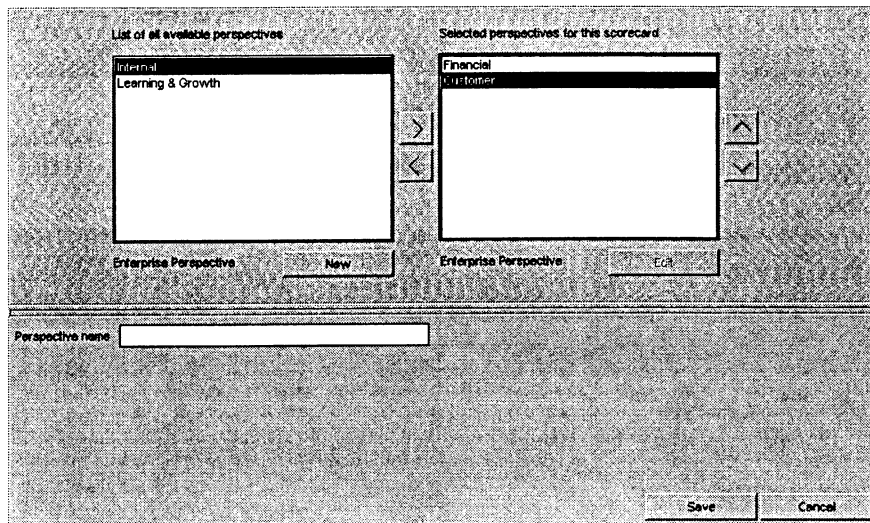 List of all available perspectives
Selected perspectives for this scorecard
Internal
Learning & Growth
Financial
Customer
>
<
Enterprise Perspective
New
Enterprise Perspective
Edit
Perspective name
Save
Cancel